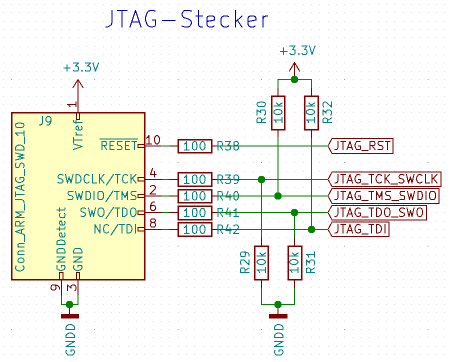 JTAG-Stecker
+3.3V
+3.3V
J9
Conn_ARM_JTAG_SWD_10
1
VTref
R30
10k
R32
10k
RESET
10
100
R38
JTAG_RST
SWDCLK/TCK
4
100
R39
JTAG_TCK_SWCLK
SWDIO/TMS
2
100
R40
JTAG_TMS_SWDIO
SWO/TDO
6
100
R41
JTAG_TDO_SWO
NC/TDI
8
100
R42
JTAG_TDI
GNDDetect
GND
9
3
R29
10k
R31
10k
GNDD
GNDD